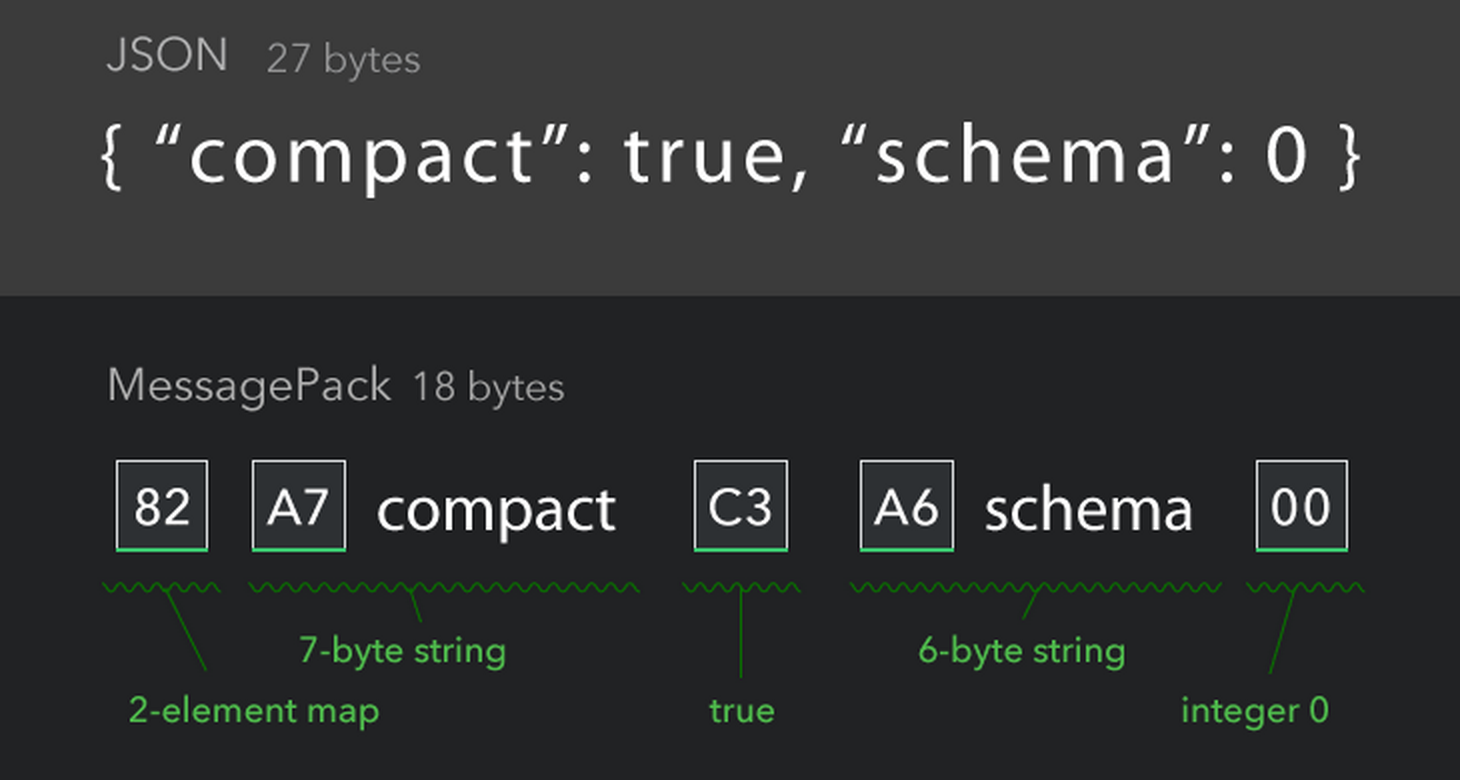 JSON 27 bytes
{ “compact”: true, “schema”: 0 }
MessagePack 18 bytes
82 A7 compact C3 A6 schema 00
7-byte string 6-byte string
2-element map true integer 0